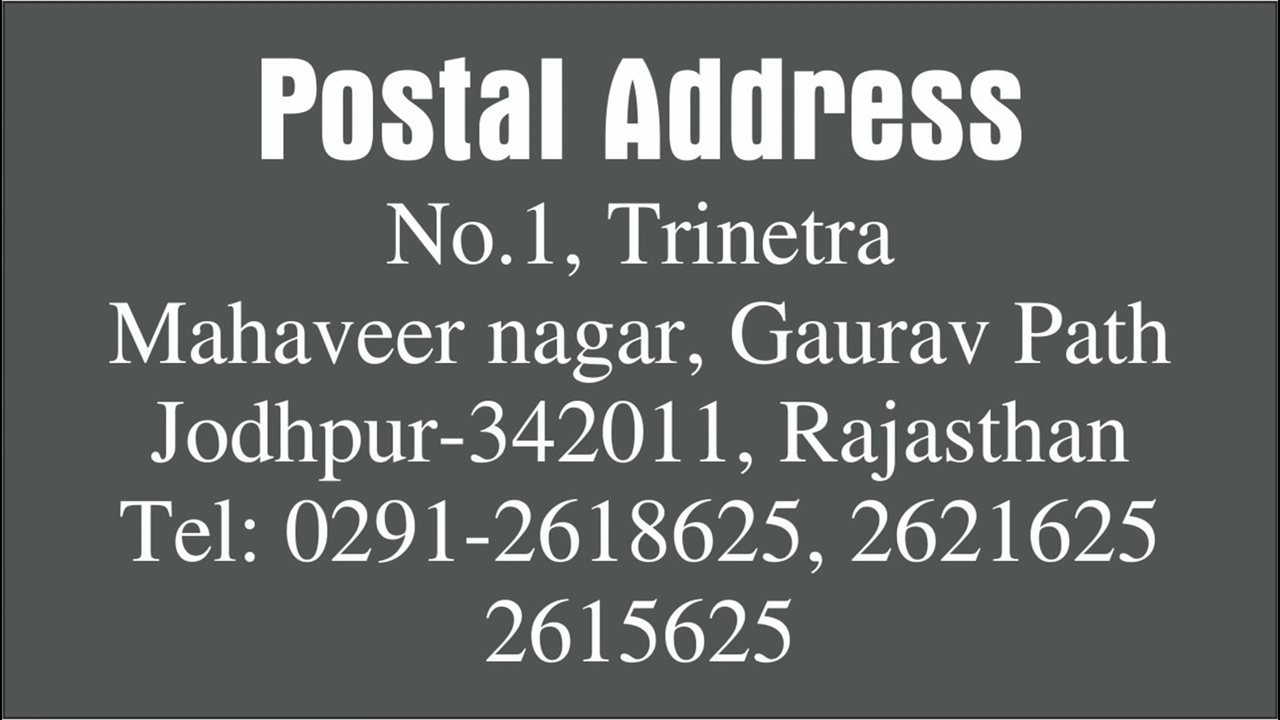 Postal Address
No.1, Trinetra
Mahaveer nagar, Gaurav Path
Jodhpur-342011, Rajasthan
Tel: 0291-2618625, 2621625
2615625